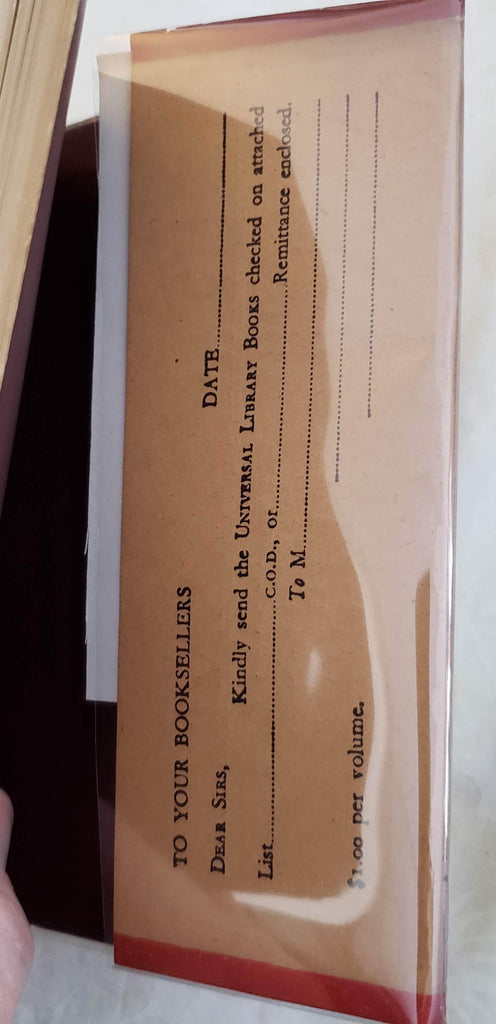 TO YOUR BOOKSELLERS
DATE
DEAR SIRS,
Kindly send the UNIVERSAL LIBRARY BOOKS checked on attached
List............C.O.D., or............Remittance enclosed.
To M............
$1.00 per volume.